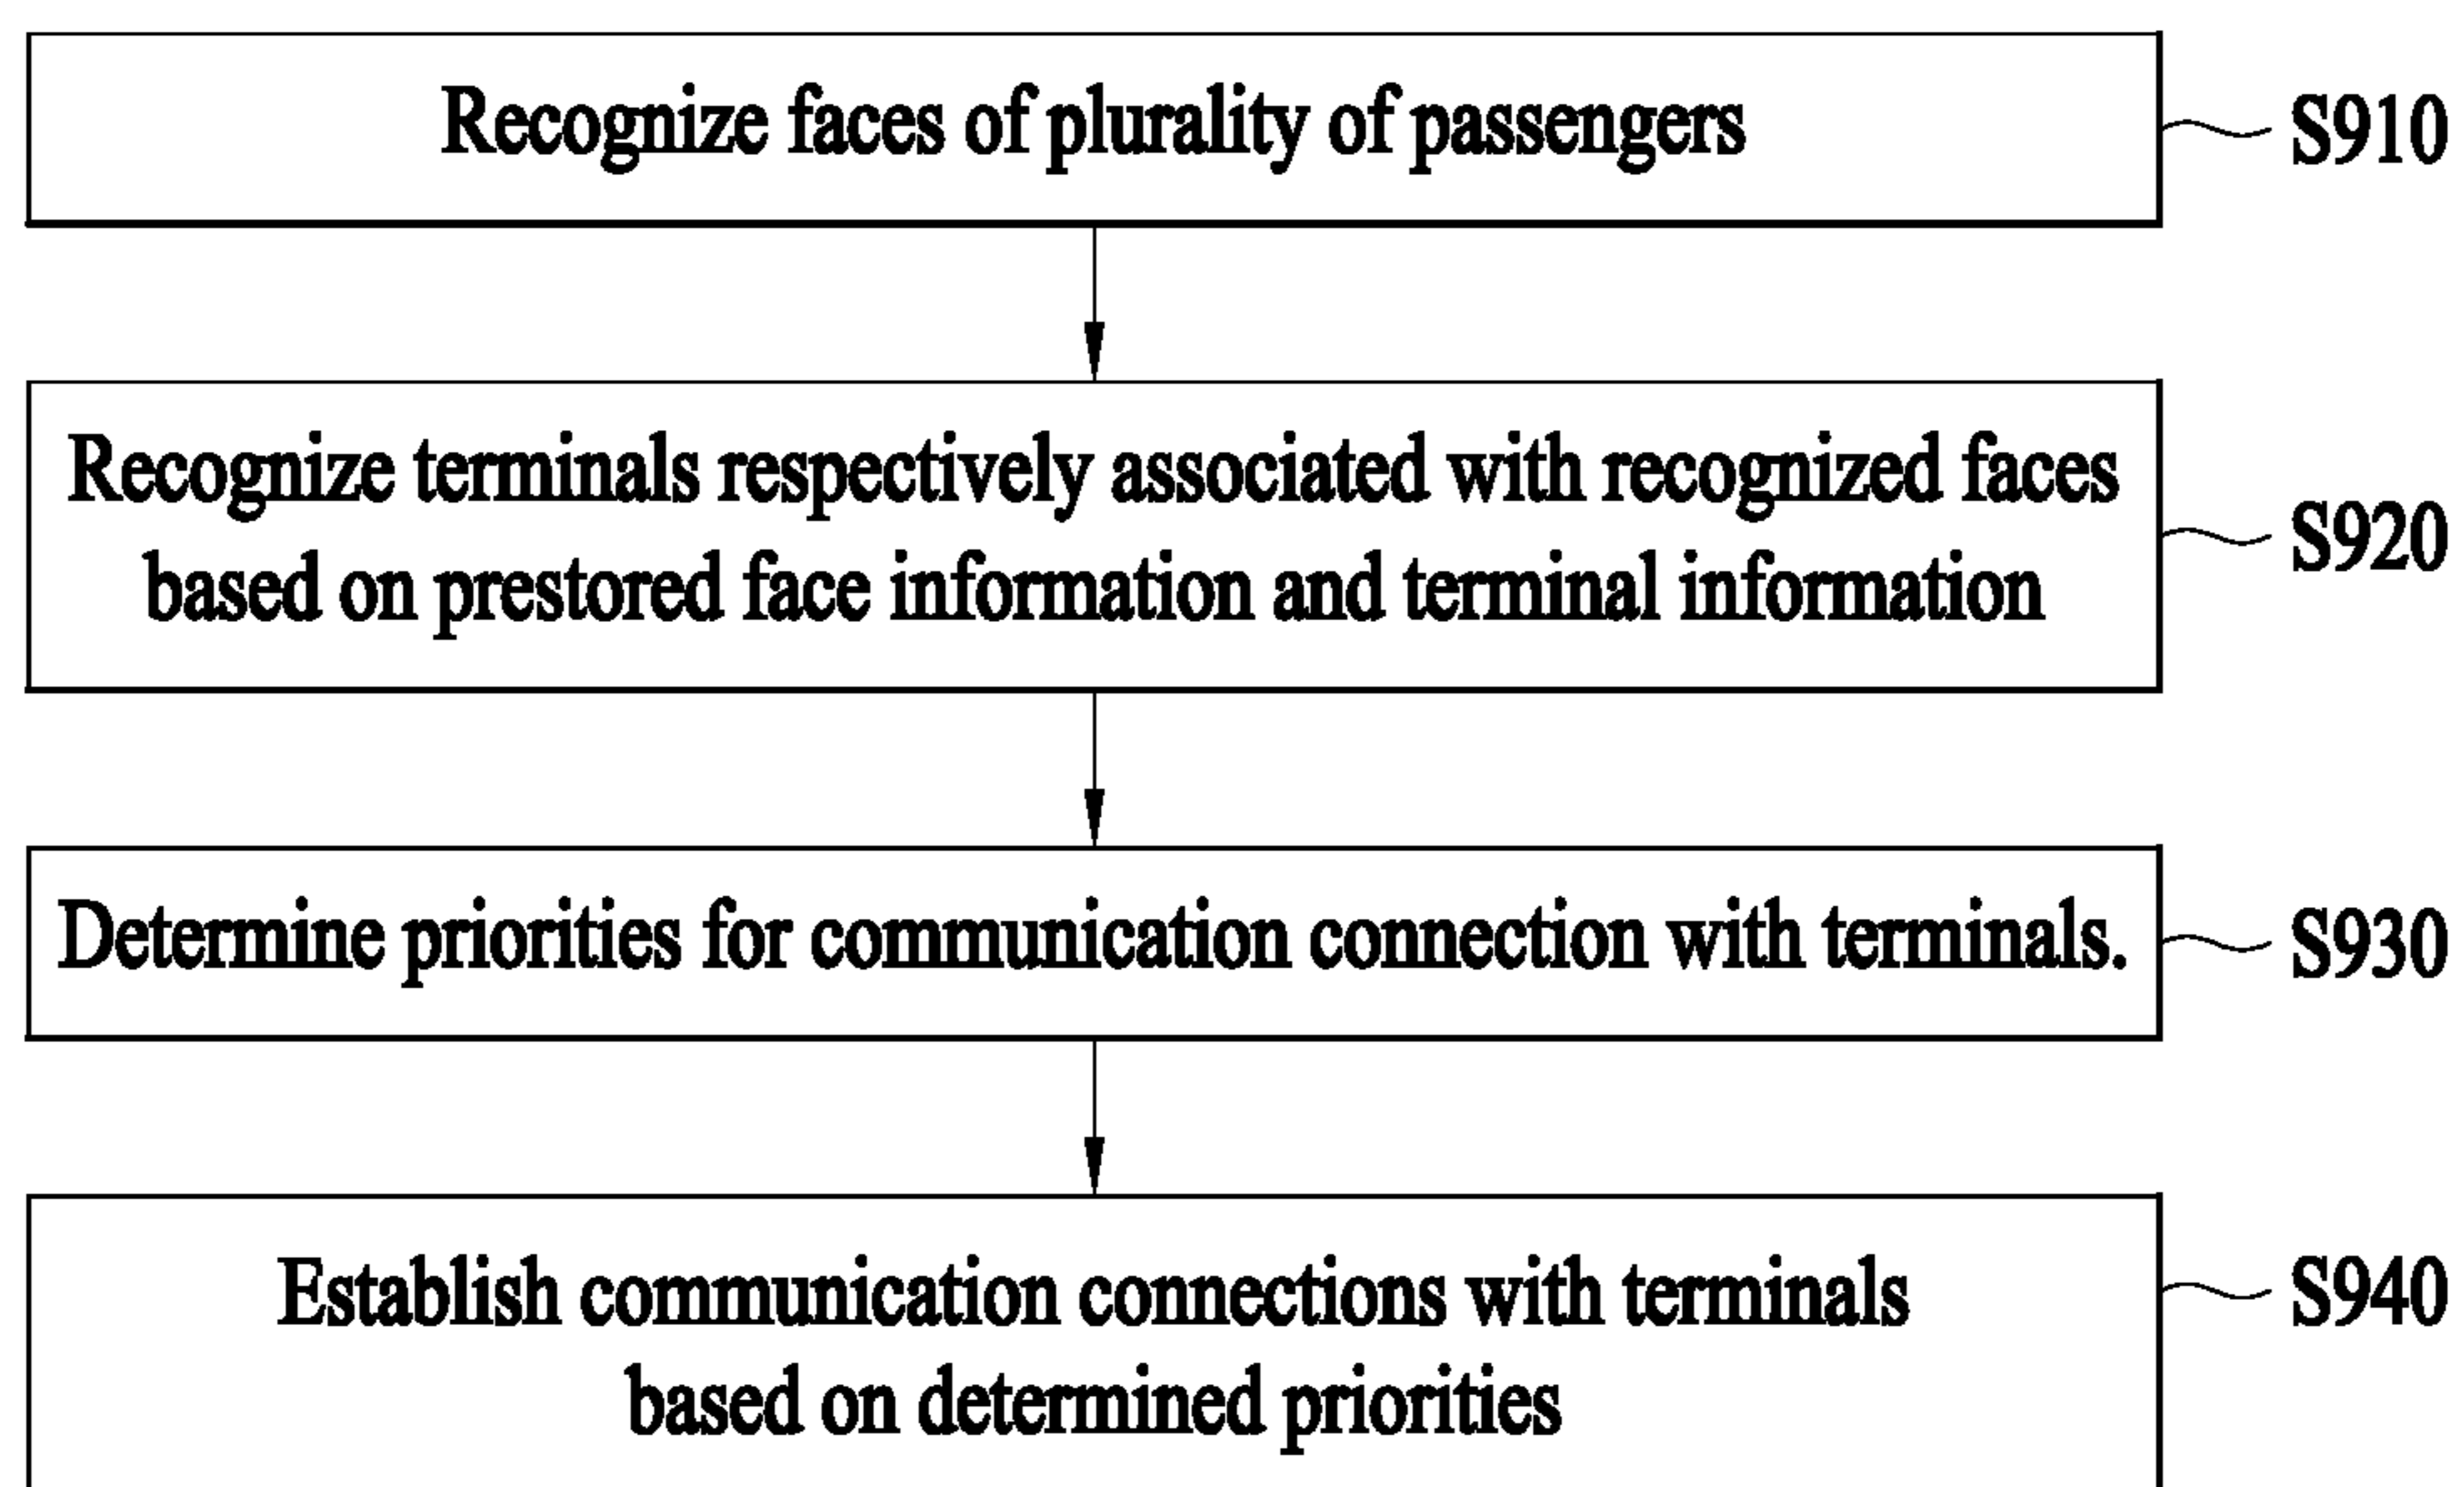 Recognize faces of plurality of passengers
S910
Recognize terminals respectively associated with recognized faces
based on prestored face information and terminal information
S920
Determine priorities for communication connection with terminals.
S930
Establish communication connections with terminals
based on determined priorities
S940